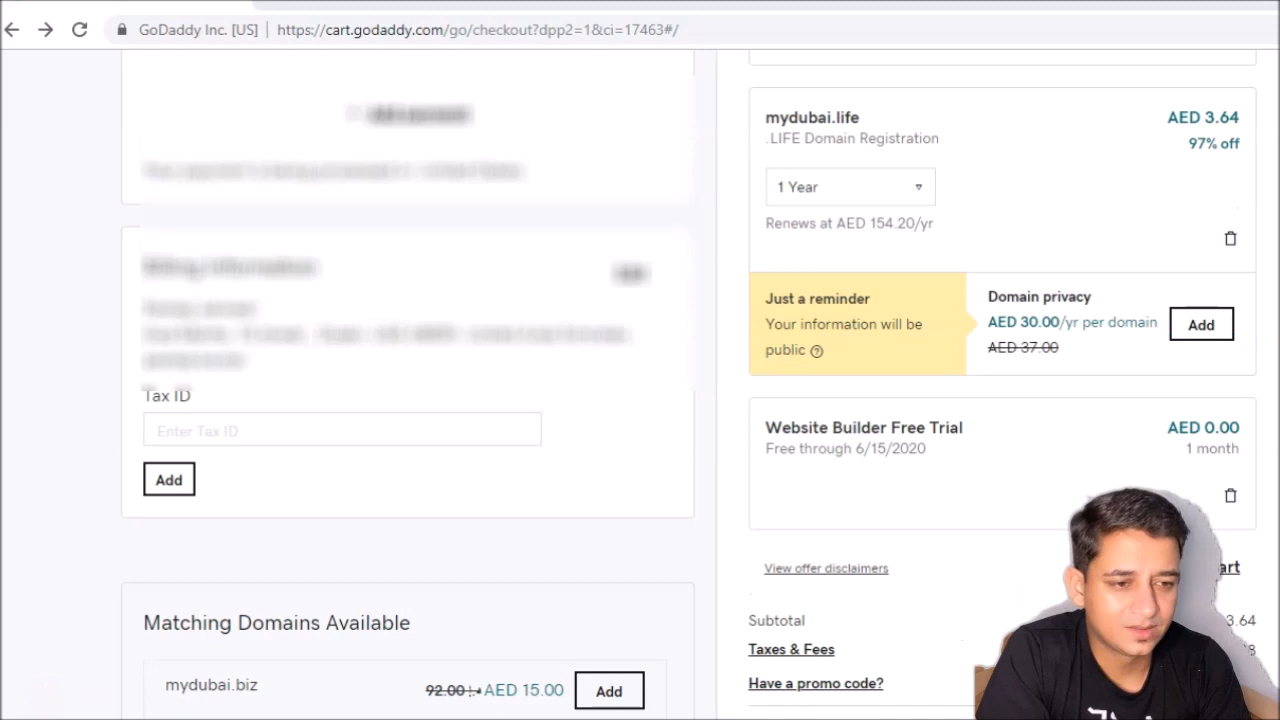 GoDaddy Inc. [US] | https://cart.godaddy.com/go/checkout?dpp2=1&ci=17463#/
Tax ID
Enter Tax ID
Add
Matching Domains Available
mydubai.biz
92.00 AED 15.00
Add
mydubai.life
AED 3.64
.LIFE Domain Registration
97% off
1 Year
Renews at AED 154.20/yr
Just a reminder
Your information will be
public
Domain privacy
AED 30.00/yr per domain
AED 37.00
Add
Website Builder Free Trial
AED 0.00
Free through 6/15/2020
1 month
View offer disclaimers
Subtotal
3.64
Taxes & Fees
Have a promo code?